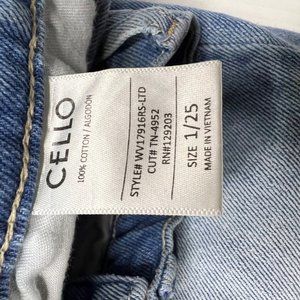 CELLO
100% COTTON / ALGODON
STYLE# WV17916RS-LTD
CUT# TN-4952
RN#129203
SIZE 1/25
MADE IN VIETNAM